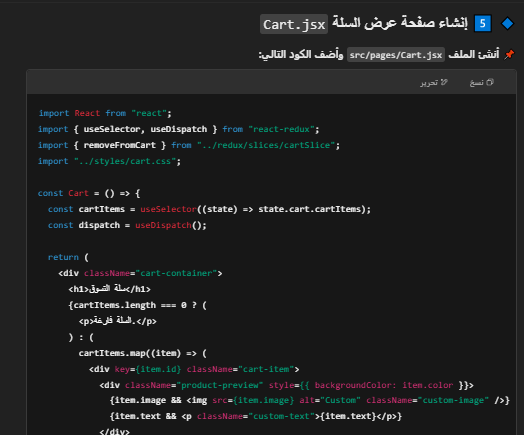 5 إنشاء صفحة عرض السلة Cart.jsx
أنشئ الملف src/pages/Cart.jsx وأضف الكود التالي:
نسخ تحرير
import React from "react";
import { useSelector, useDispatch } from "react-redux";
import { removeFromCart } from "../redux/slices/cartSlice";
import "../styles/cart.css";
const Cart = () => {
const cartItems = useSelector((state) => state.cart.cartItems);
const dispatch = useDispatch();
return (
<div className="cart-container">
<h1>سلة التسوق</h1>
{cartItems.length === 0 ? (
<p>السلة فارغة.</p>
) : (
cartItems.map((item) => (
<div key={item.id} className="cart-item">
<div className="product-preview" style={{ backgroundColor: item.color }}>
{item.image && <img src={item.image} alt="Custom" className="custom-image" />}
{item.text && <p className="custom-text">{item.text}</p>}
</div>